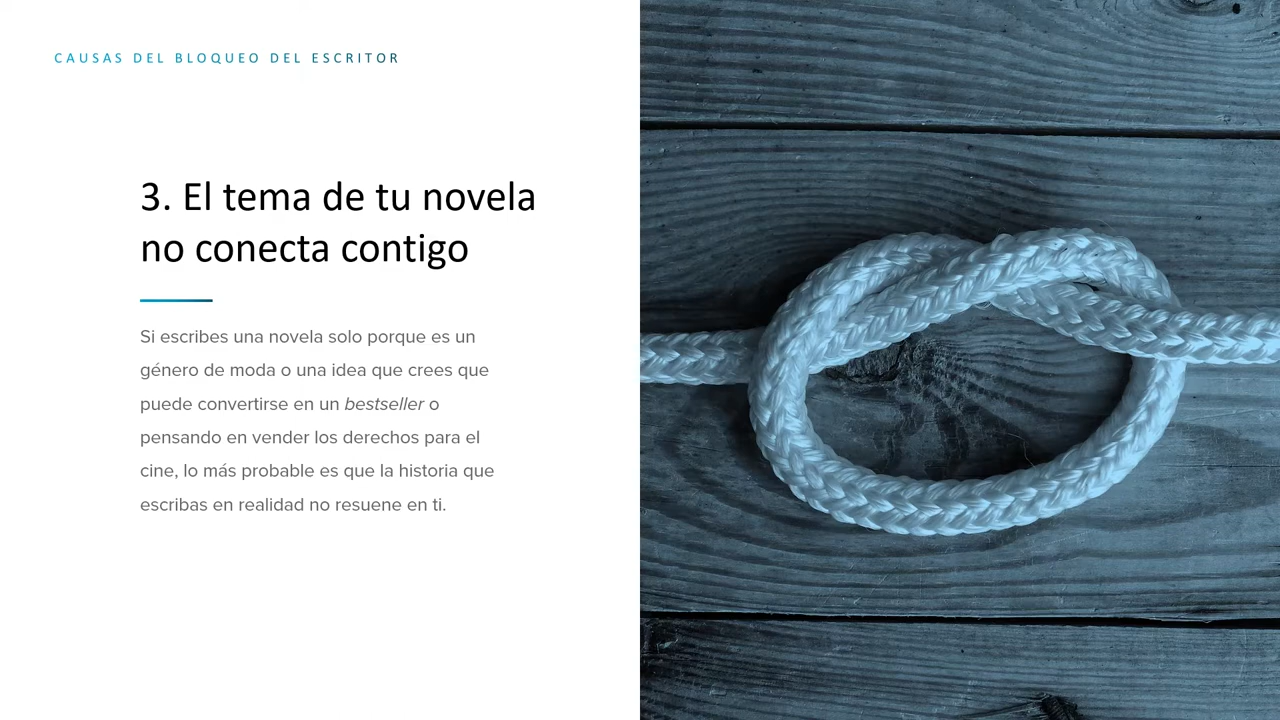 CAUSAS DEL BLOQUEO DEL ESCRITOR
3. El tema de tu novela
no conecta contigo
Si escribes una novela solo porque es un
género de moda o una idea que crees que
puede convertirse en un bestseller o
pensando en vender los derechos para el
cine, lo más probable es que la historia que
escribas en realidad no resuene en ti.